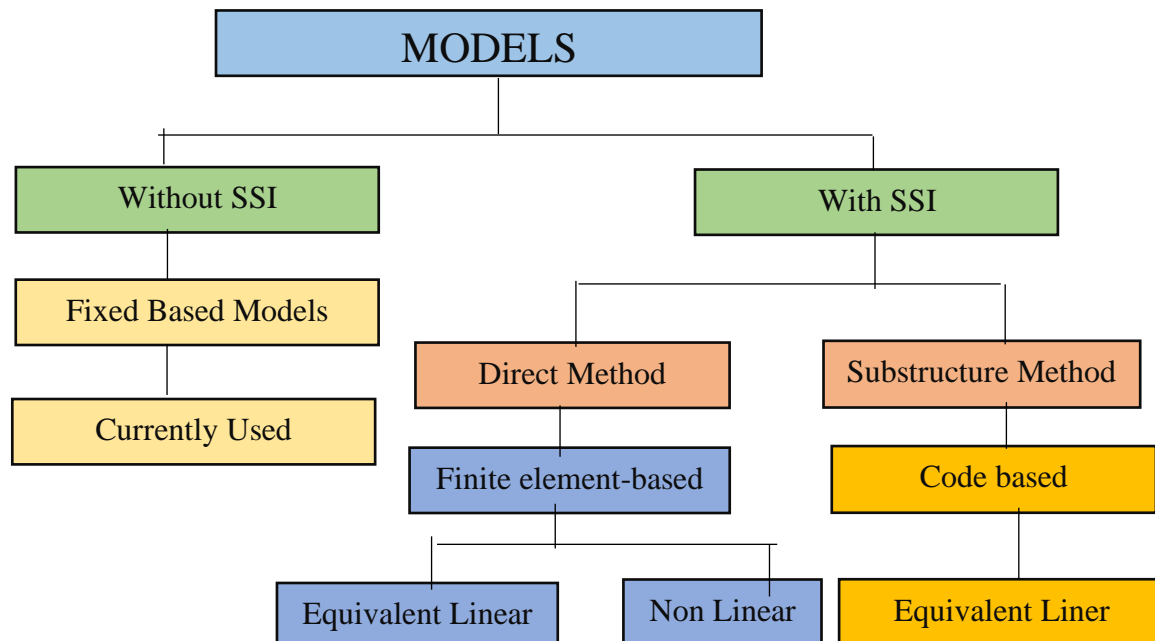 MODELS
Without SSI
With SSI
Fixed Based Models
Direct Method
Substructure Method
Currently Used
Finite element-based
Code based
Equivalent Linear
Non Linear
Equivalent Liner